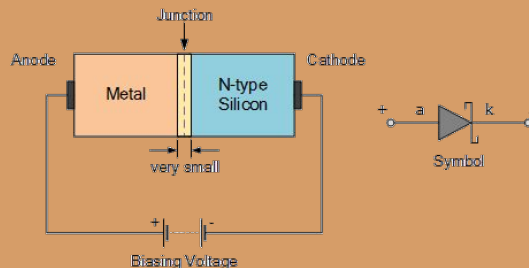 Junction
Anode
Cathode
Metal
N-type
Silicon
very small
+
-
Biasing Voltage
+
a
k
Symbol